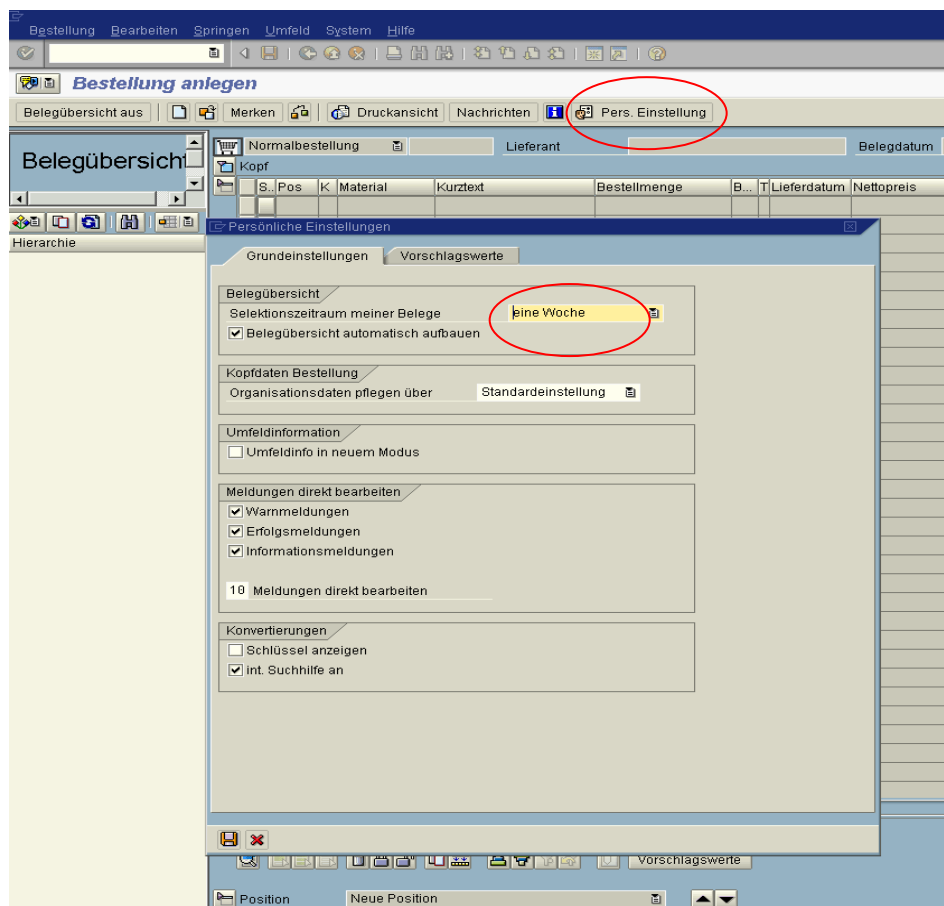 Bestellung Bearbeiten Springen Umfeld System Hilfe
Bestellung anlegen
Belegübersicht aus Merken Druckansicht Nachrichten Pers. Einstellung
Belegübersicht
Normalbestellung Lieferant Belegdatum
Kopf
S.. Pos K Material Kurztext Bestellmenge B... T Lieferdatum Nettopreis
Hierarchie
Persönliche Einstellungen
Grundeinstellungen Vorschlagswerte
Belegübersicht
Selektionszeitraum meiner Belege eine Woche
Belegübersicht automatisch aufbauen
Kopfdaten Bestellung
Organisationsdaten pflegen über Standardeinstellung
Umfeldinformation
Umfeldinfo in neuem Modus
Meldungen direkt bearbeiten
Warnmeldungen
Erfolgsmeldungen
Informationsmeldungen
10 Meldungen direkt bearbeiten
Konvertierungen
Schlüssel anzeigen
int. Suchhilfe an
Vorschlagswerte
Position Neue Position